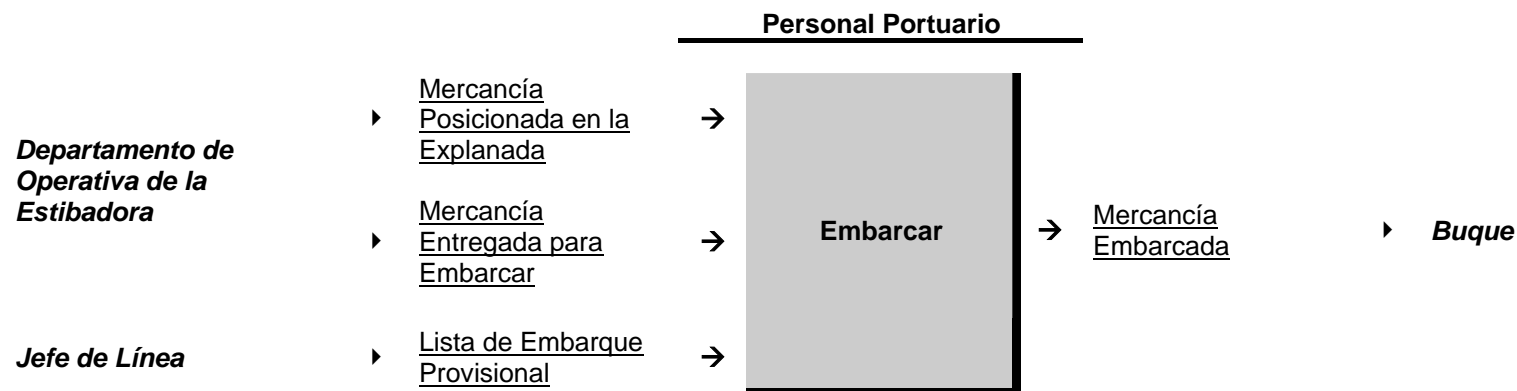 Personal Portuario
Departamento de
Operativa de la
Estibadora
Mercancía
Posicionada en la
Explanada
Mercancía
Entregada para
Embarcar
Jefe de Línea
Lista de Embarque
Provisional
Embarcar
Mercancía
Embarcada
Buque